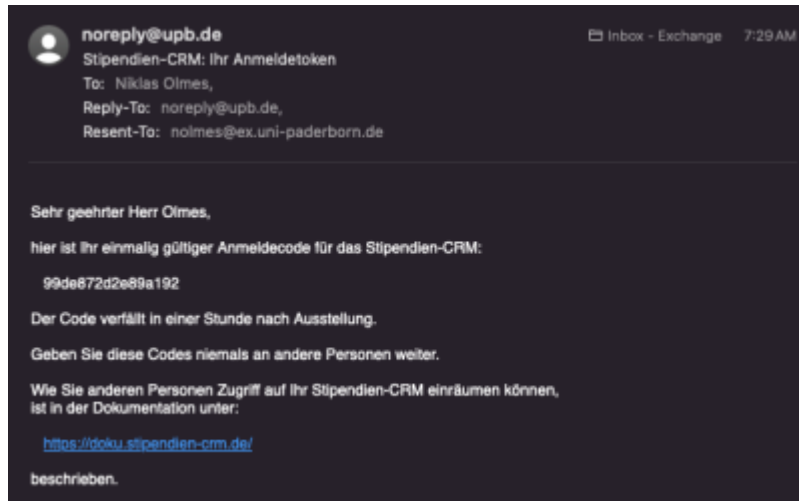 noreply@upb.de
Inbox - Exchange 7:29 AM
Stipendien-CRM: Ihr Anmeldetoken
To: Niklas Olmes,
Reply-To: noreply@upb.de,
Resent-To: nolmes@ex.uni-paderborn.de
Sehr geehrter Herr Olmes,
hier ist Ihr einmalig gültiger Anmeldecode für das Stipendien-CRM:
99de872d2e89a192
Der Code verfällt in einer Stunde nach Ausstellung.
Geben Sie diese Codes niemals an andere Personen weiter.
Wie Sie anderen Personen Zugriff auf Ihr Stipendien-CRM einräumen können,
ist in der Dokumentation unter:
https://doku.stipendien-crm.de/
beschrieben.